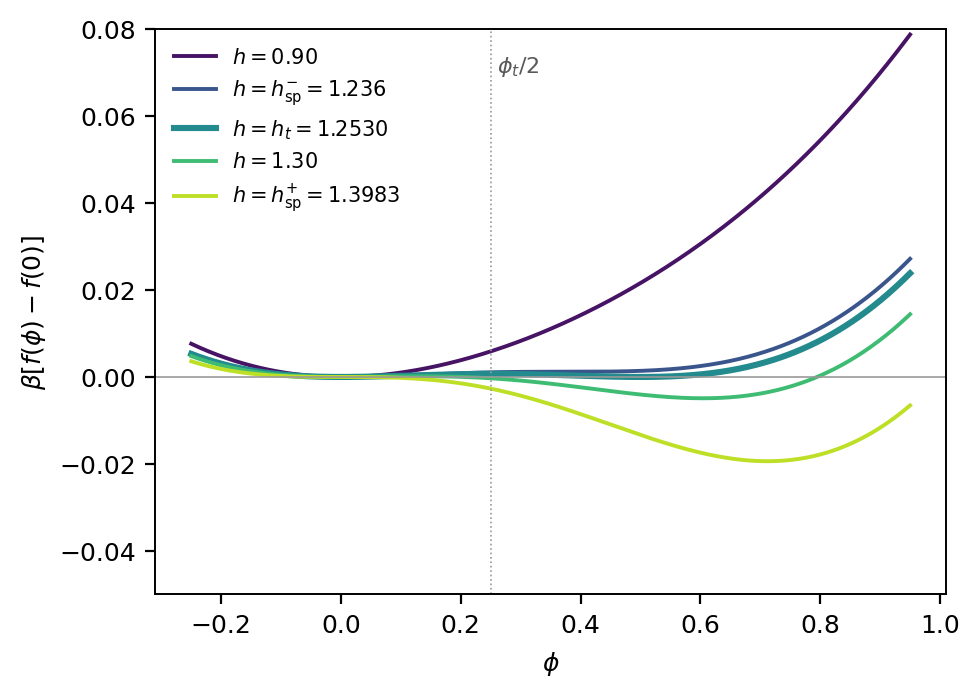 0.08
0.06
0.04
0.02
0.00
−0.02
−0.04
β[f(ϕ) − f(0)]
h = 0.90
h = h_sp^− = 1.236
h = h_t = 1.2530
h = 1.30
h = h_sp^+ = 1.3983
ϕ_t/2
−0.2 0.0 0.2 0.4 0.6 0.8 1.0
ϕ